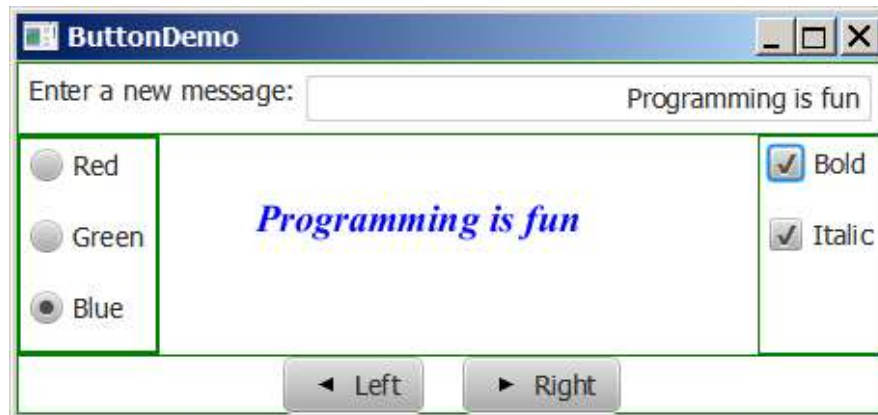 ButtonDemo
Enter a new message: Programming is fun
Red
Bold
Programming is fun
Green
Italic
Blue
Left
Right